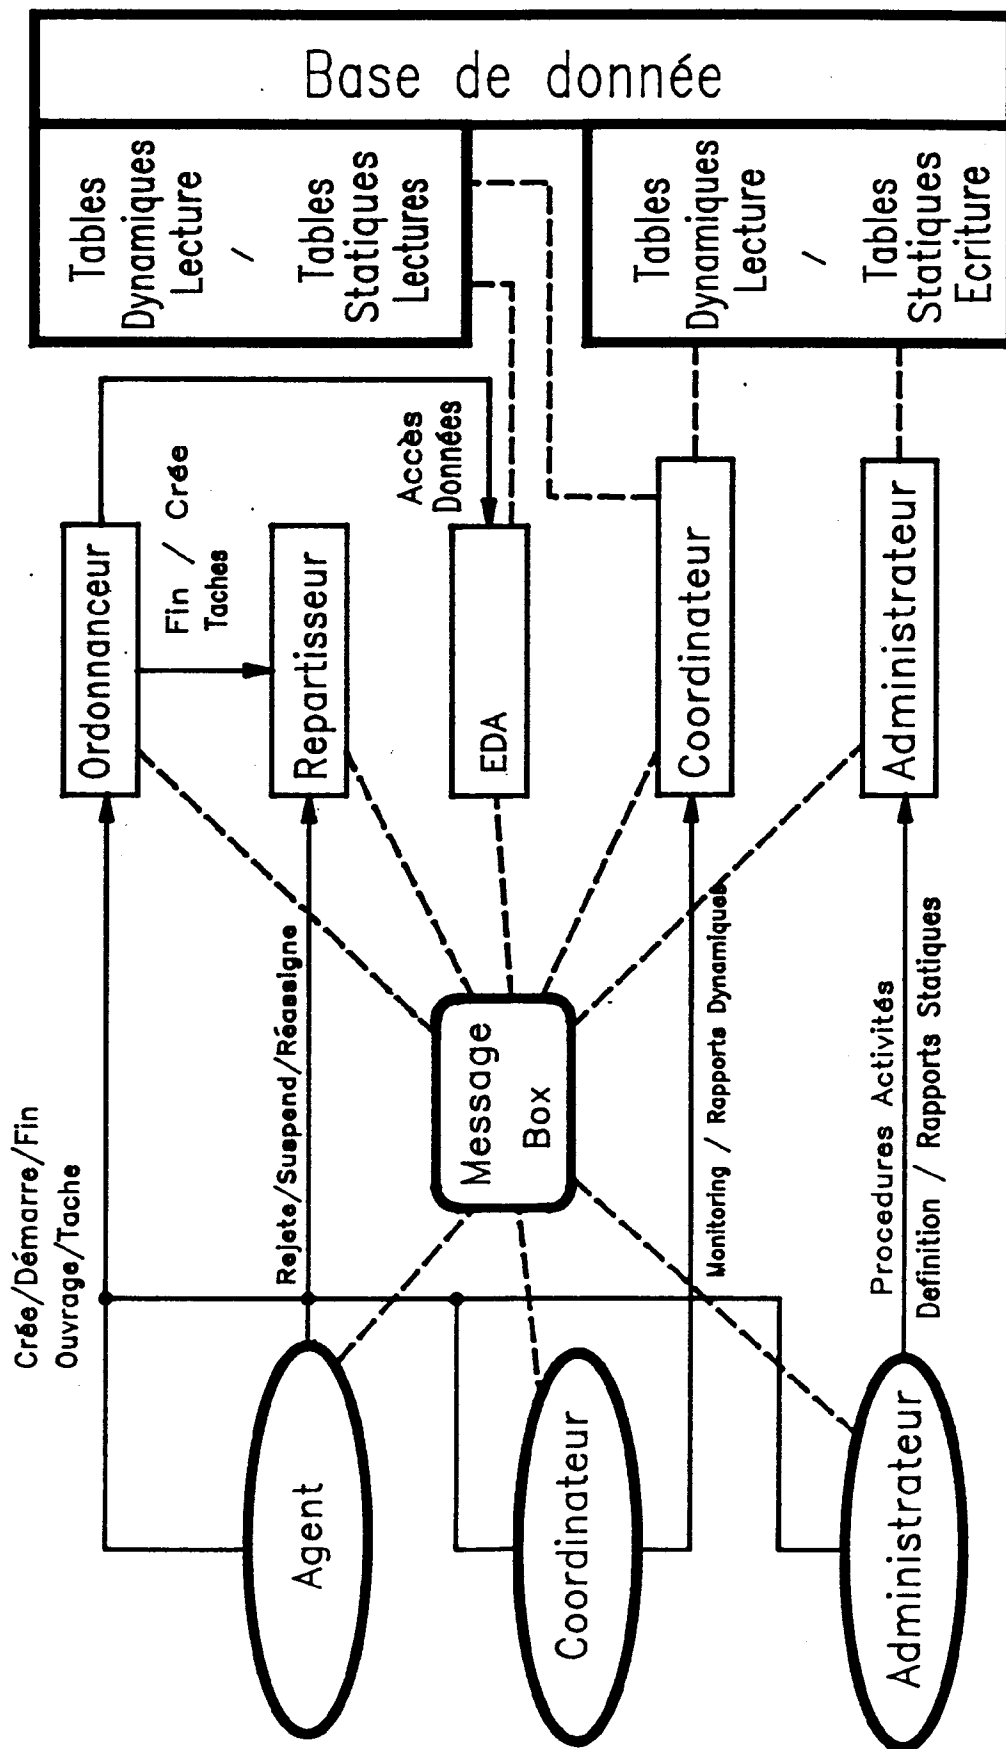 Base de donnée
Tables
Dynamiques
Lecture
/
Tables
Statiques
Lectures
Tables
Dynamiques
Lecture
/
Tables
Statiques
Ecriture
Ordonnanceur
Fin / Crée
Taches
Repartisseur
Accès
Données
EDA
Coordinateur
Administrateur
Message
Box
Crée/Démarre/Fin
Ouvrage/Tache
Rejete/Suspend/Réassigne
Monitoring / Rapports Dynamiques
Procedures Activités
Definition / Rapports Statiques
Agent
Coordinateur
Administrateur